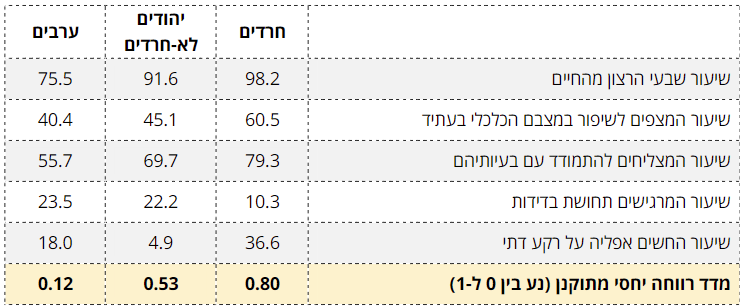 חרדים יהודים לא-חרדים ערבים
שיעור שבעי הרצון מהחיים 98.2 91.6 75.5
שיעור המצפים לשיפור במצבם הכלכלי בעתיד 60.5 45.1 40.4
שיעור המצליחים להתמודד עם בעיותיהם 79.3 69.7 55.7
שיעור המרגישים תחושת בדידות 10.3 22.2 23.5
שיעור החשים אפליה על רקע דתי 36.6 4.9 18.0
מדד רווחה יחסי מתוקנן (נע בין 0 ל-1) 0.80 0.53 0.12